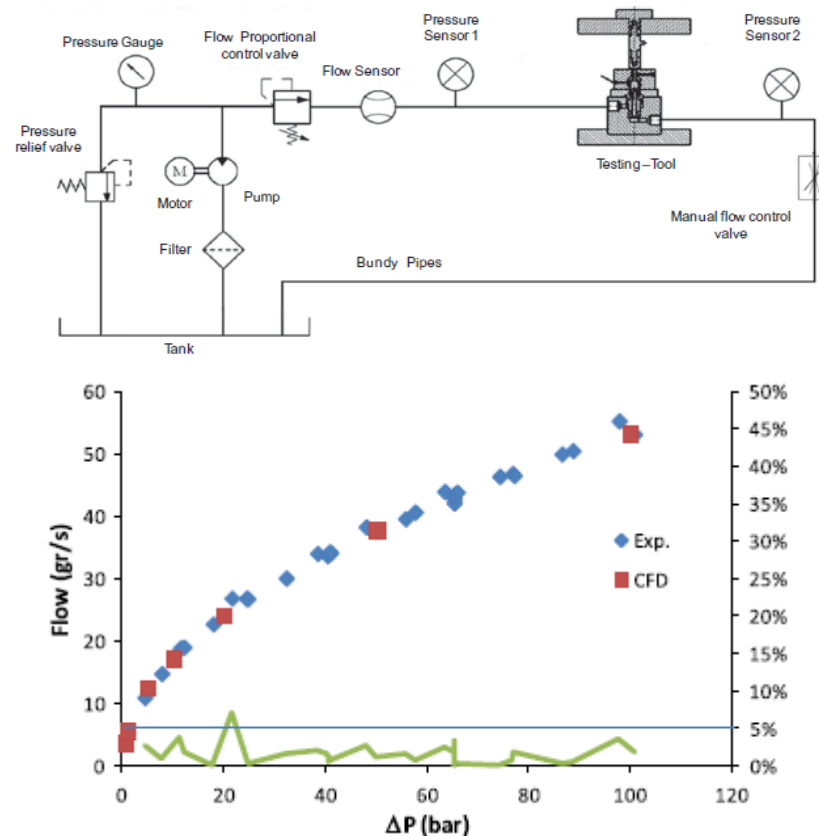 Pressure Gauge
Flow Proportional
control valve
Flow Sensor
Pressure
Sensor 1
Pressure
Sensor 2
Pressure
relief valve
M
Motor
Pump
Filter
Testing-Tool
Manual flow control
valve
Bundy Pipes
Tank
60
50
40
30
20
10
0
Flow (gr/s)
50%
45%
40%
35%
30%
25%
20%
15%
10%
5%
0%
Exp.
CFD
0
20
40
60
80
100
120
ΔP (bar)